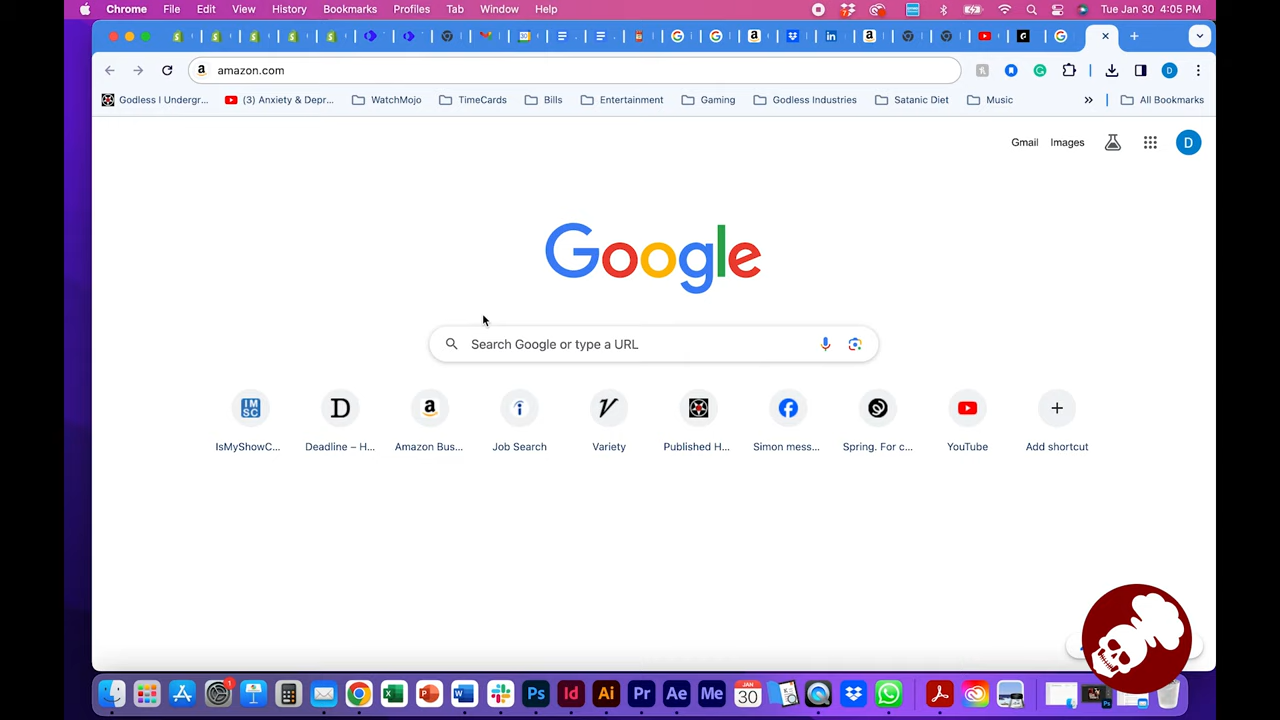 Chrome File Edit View History Bookmarks Profiles Tab Window Help Tue Jan 30 4:05 PM
amazon.com
Godless | Undergr... (3) Anxiety & Depr... WatchMojo TimeCards Bills Entertainment Gaming Godless Industries Satanic Diet Music » All Bookmarks
Gmail Images D
Google
Search Google or type a URL
IsMyShowC... Deadline – H... Amazon Bus... Job Search Variety Published H... Simon mess... Spring. For c... YouTube Add shortcut